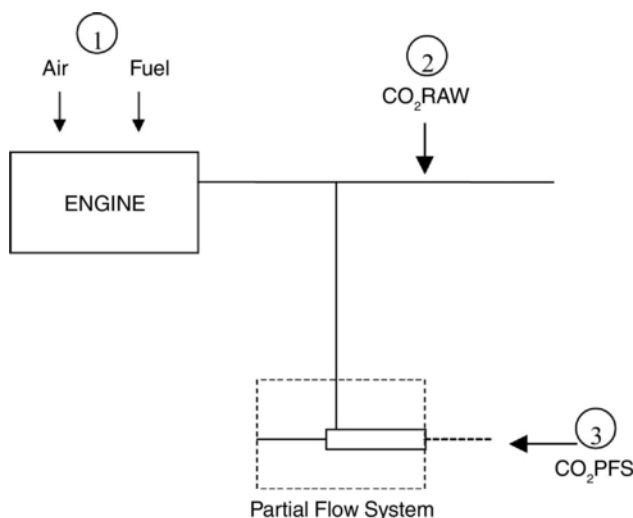 1
Air Fuel
2
CO₂RAW
ENGINE
3
CO₂PFS
Partial Flow System